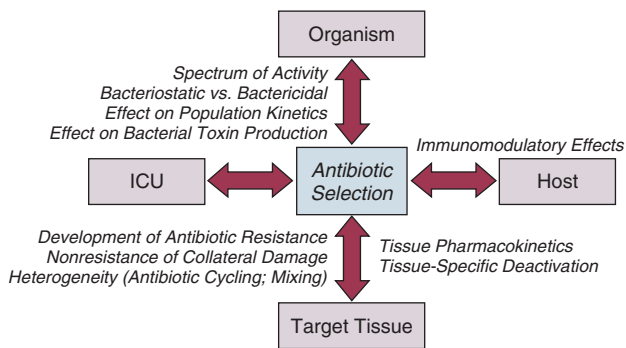 Organism
Spectrum of Activity
Bacteriostatic vs. Bactericidal
Effect on Population Kinetics
Effect on Bacterial Toxin Production
Immunomodulatory Effects
ICU
Antibiotic
Selection
Host
Development of Antibiotic Resistance
Nonresistance of Collateral Damage
Heterogeneity (Antibiotic Cycling; Mixing)
Tissue Pharmacokinetics
Tissue-Specific Deactivation
Target Tissue